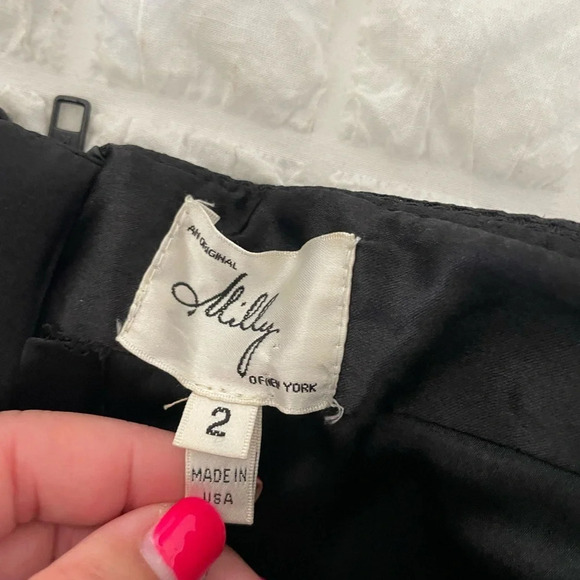 AN ORIGINAL
Milly
OF NEW YORK
2
MADE IN
USA